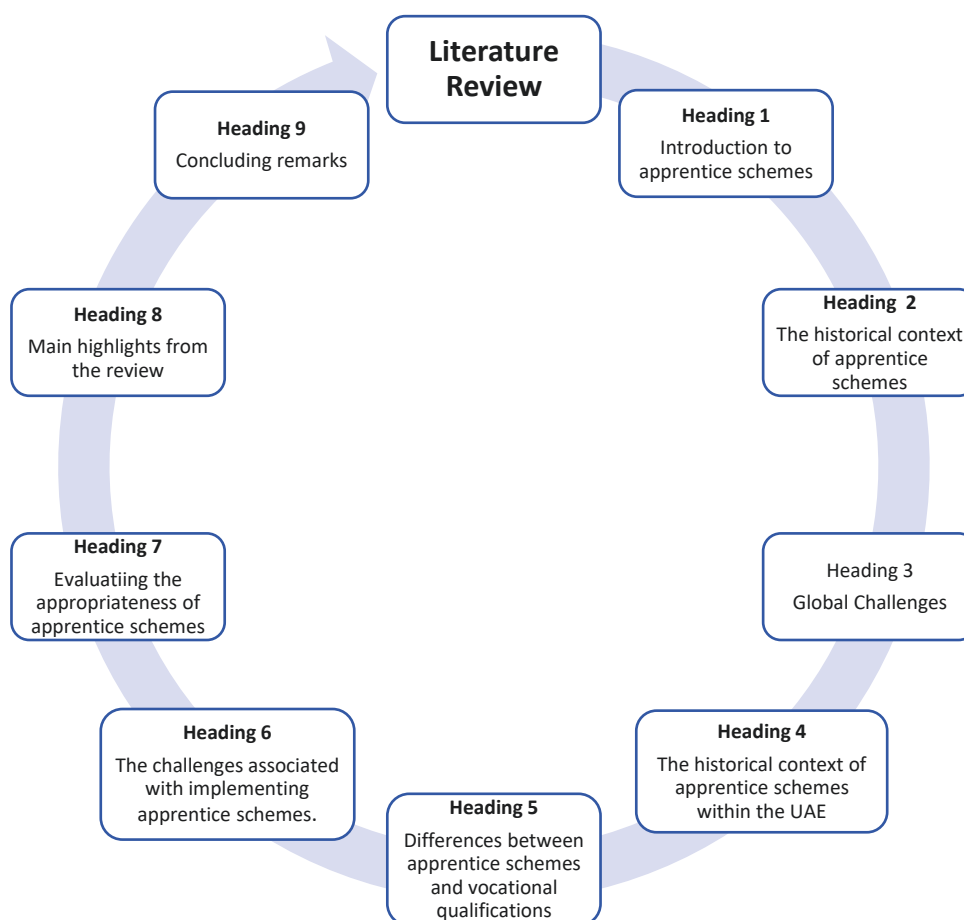 Literature
Review
Heading 1
Introduction to
apprentice schemes
Heading  2
The historical context
of apprentice
schemes
Heading 3
Global Challenges
Heading 4
The historical context of
apprentice schemes
within the UAE
Heading 5
Differences between
apprentice schemes
and vocational
qualifications
Heading 6
The challenges associated
with implementing
apprentice schemes.
Heading 7
Evaluatiing the
appropriateness of
apprentice schemes
Heading 8
Main highlights from
the review
Heading 9
Concluding remarks